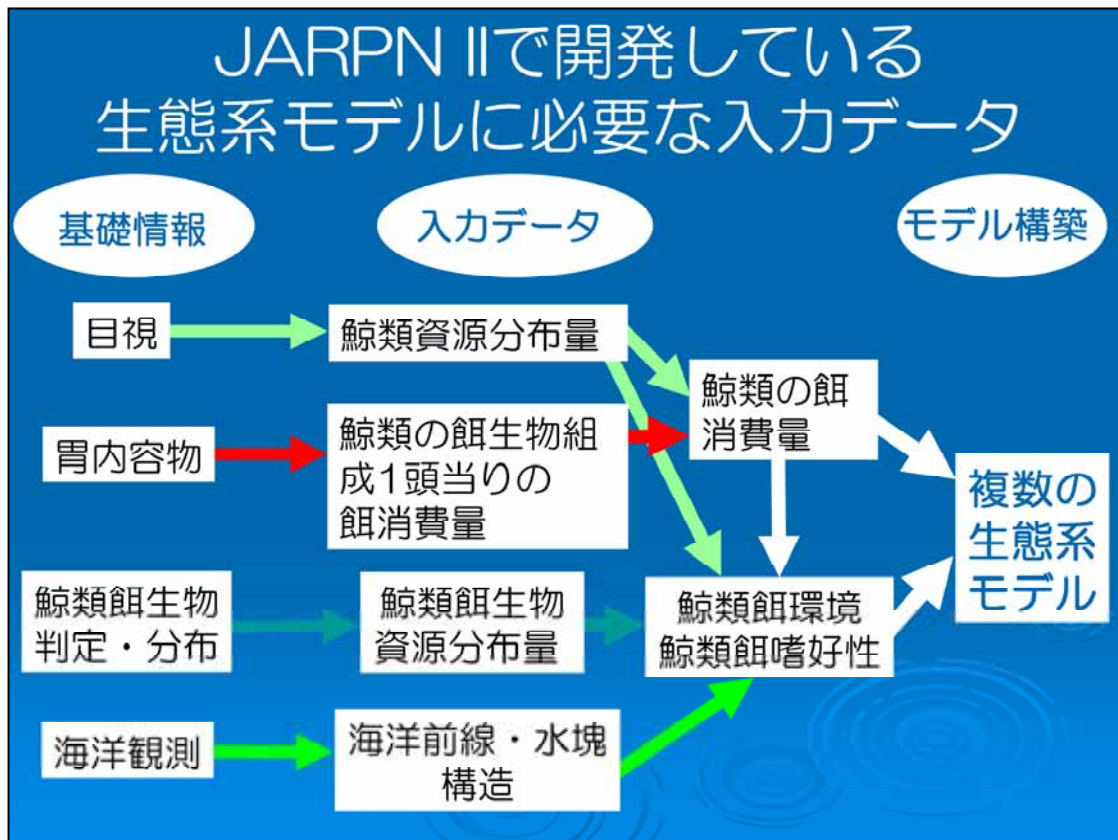 JARPN IIで開発している
生態系モデルに必要な入力データ
基礎情報
入力データ
モデル構築
目視
鯨類資源分布量
鯨類の餌
消費量
胃内容物
鯨類の餌生物組
成1頭当りの
餌消費量
複数の
生態系
モデル
鯨類餌生物
判定・分布
鯨類餌生物
資源分布量
鯨類餌環境
鯨類餌嗜好性
海洋観測
海洋前線・水塊
構造